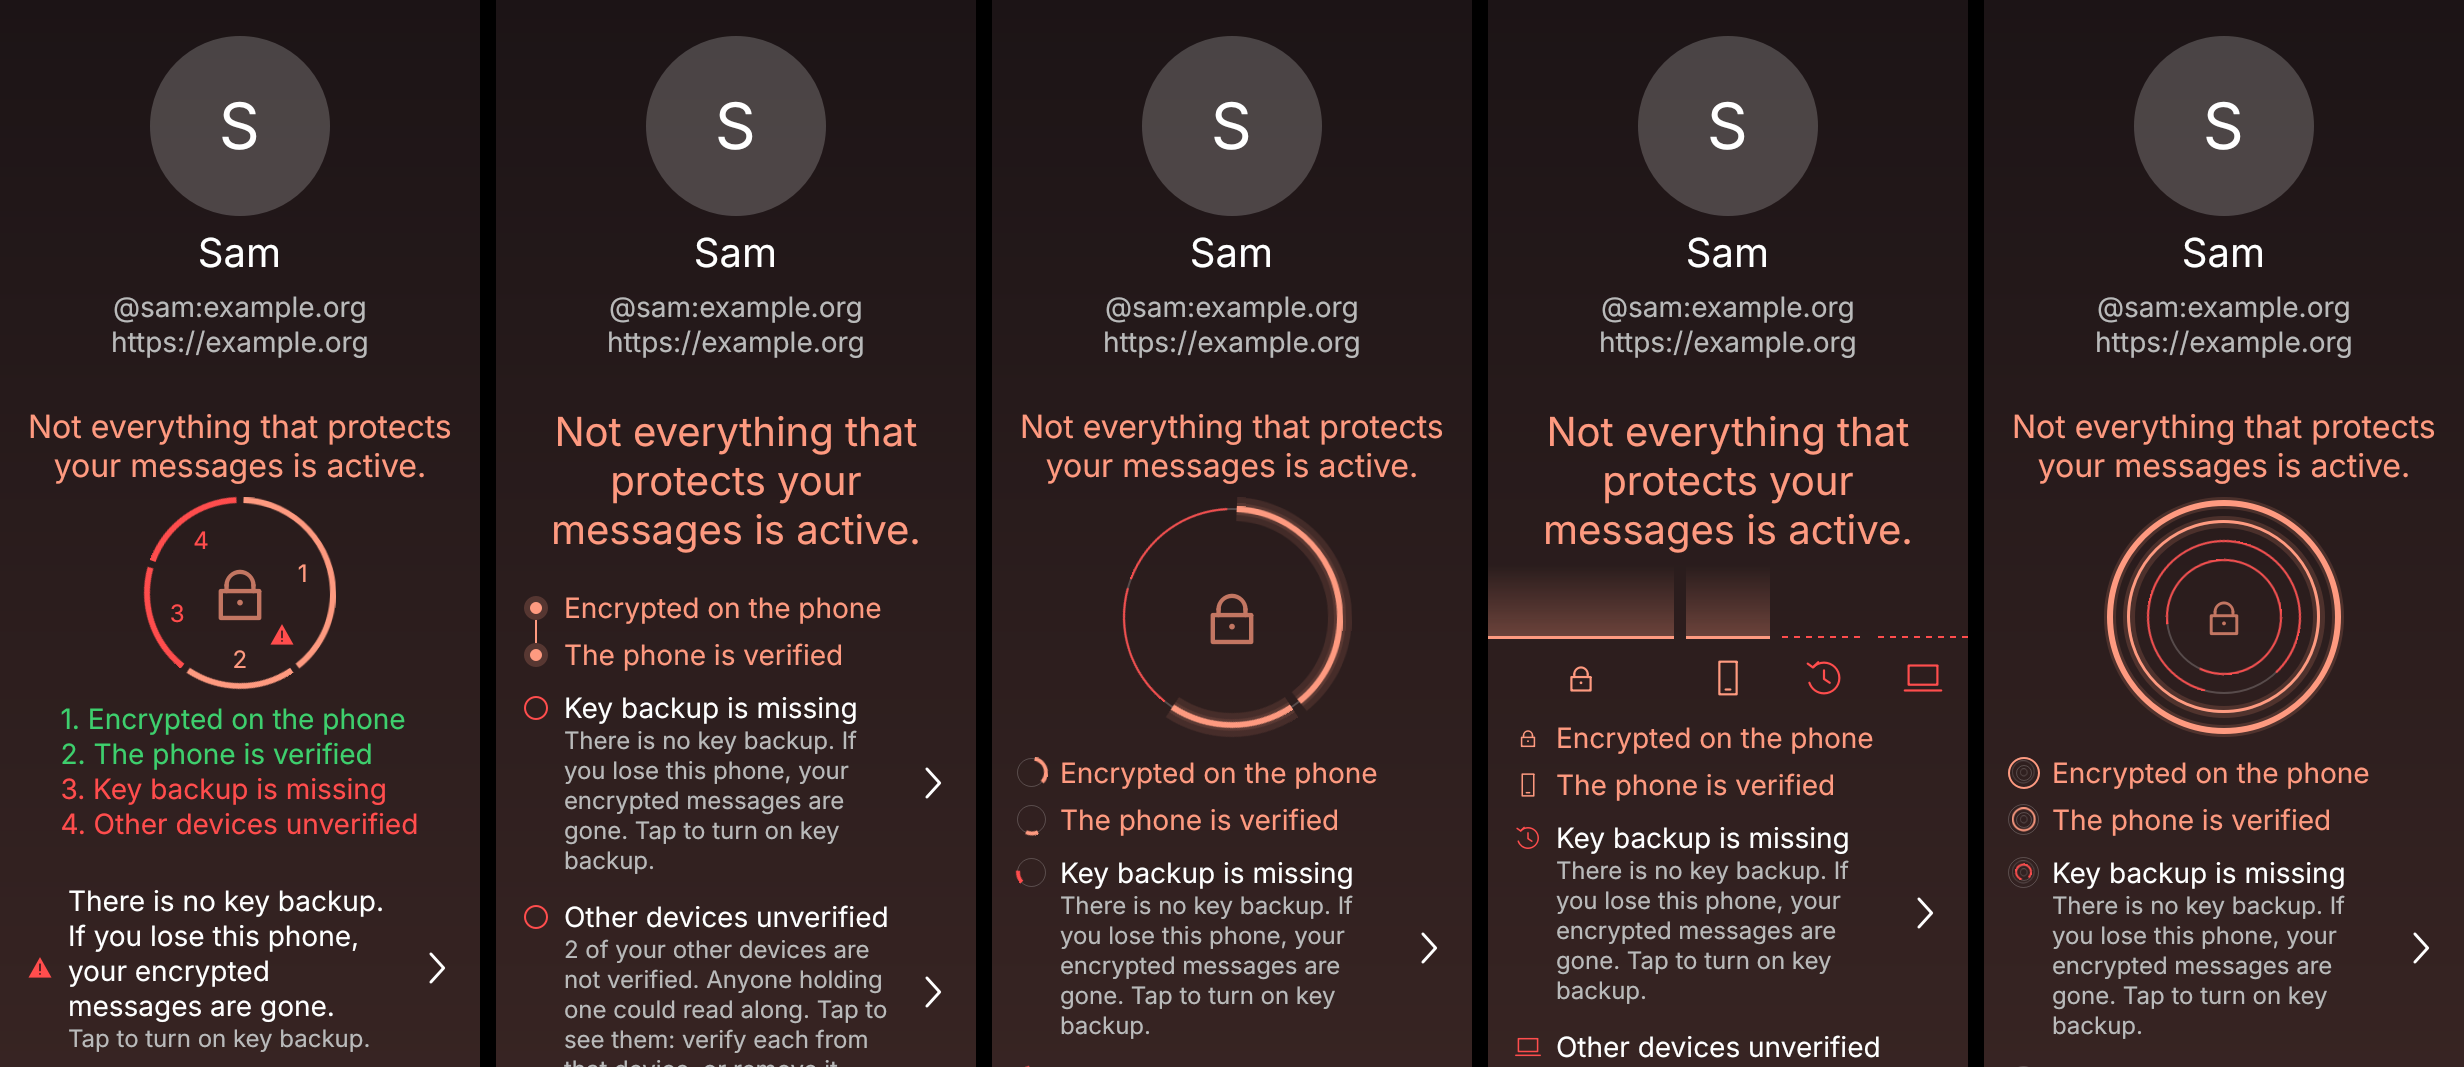 S
Sam
@sam:example.org
https://example.org
Not everything that protects
your messages is active.
4
1
3
2
1. Encrypted on the phone
2. The phone is verified
3. Key backup is missing
4. Other devices unverified
There is no key backup.
If you lose this phone,
your encrypted
messages are gone.
Tap to turn on key backup.
S
Sam
@sam:example.org
https://example.org
Not everything that
protects your
messages is active.
Encrypted on the phone
The phone is verified
Key backup is missing
There is no key backup. If
you lose this phone, your
encrypted messages are
gone. Tap to turn on key
backup.
Other devices unverified
2 of your other devices are
not verified. Anyone holding
one could read along. Tap to
see them: verify each from
that device, or remove it
S
Sam
@sam:example.org
https://example.org
Not everything that protects
your messages is active.
Encrypted on the phone
The phone is verified
Key backup is missing
There is no key backup. If
you lose this phone, your
encrypted messages are
gone. Tap to turn on key
backup.
S
Sam
@sam:example.org
https://example.org
Not everything that
protects your
messages is active.
Encrypted on the phone
The phone is verified
Key backup is missing
There is no key backup. If
you lose this phone, your
encrypted messages are
gone. Tap to turn on key
backup.
Other devices unverified
S
Sam
@sam:example.org
https://example.org
Not everything that protects
your messages is active.
Encrypted on the phone
The phone is verified
Key backup is missing
There is no key backup. If
you lose this phone, your
encrypted messages are
gone. Tap to turn on key
backup.